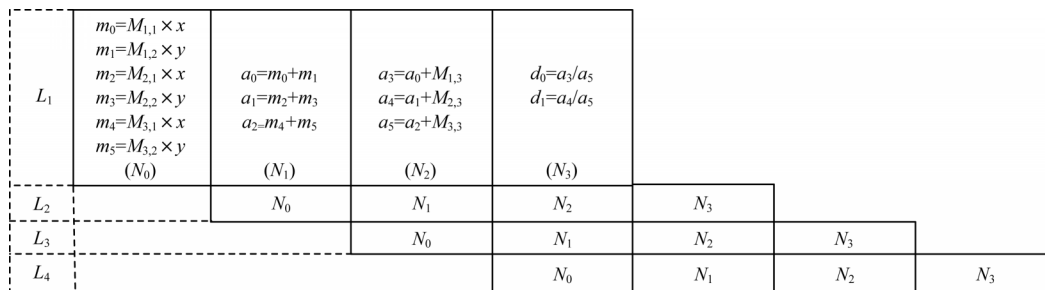 m₀=M₁,₁ × x
m₁=M₁,₂ × y
m₂=M₂,₁ × x
m₃=M₂,₂ × y
m₄=M₃,₁ × x
m₅=M₃,₂ × y
(N₀)
a₀=m₀+m₁
a₁=m₂+m₃
a₂₌m₄+m₅
(N₁)
a₃=a₀+M₁,₃
a₄=a₁+M₂,₃
a₅=a₂+M₃,₃
(N₂)
d₀=a₃/a₅
d₁=a₄/a₅
(N₃)
L₁
L₂ N₀ N₁ N₂ N₃
L₃ N₀ N₁ N₂ N₃
L₄ N₀ N₁ N₂ N₃